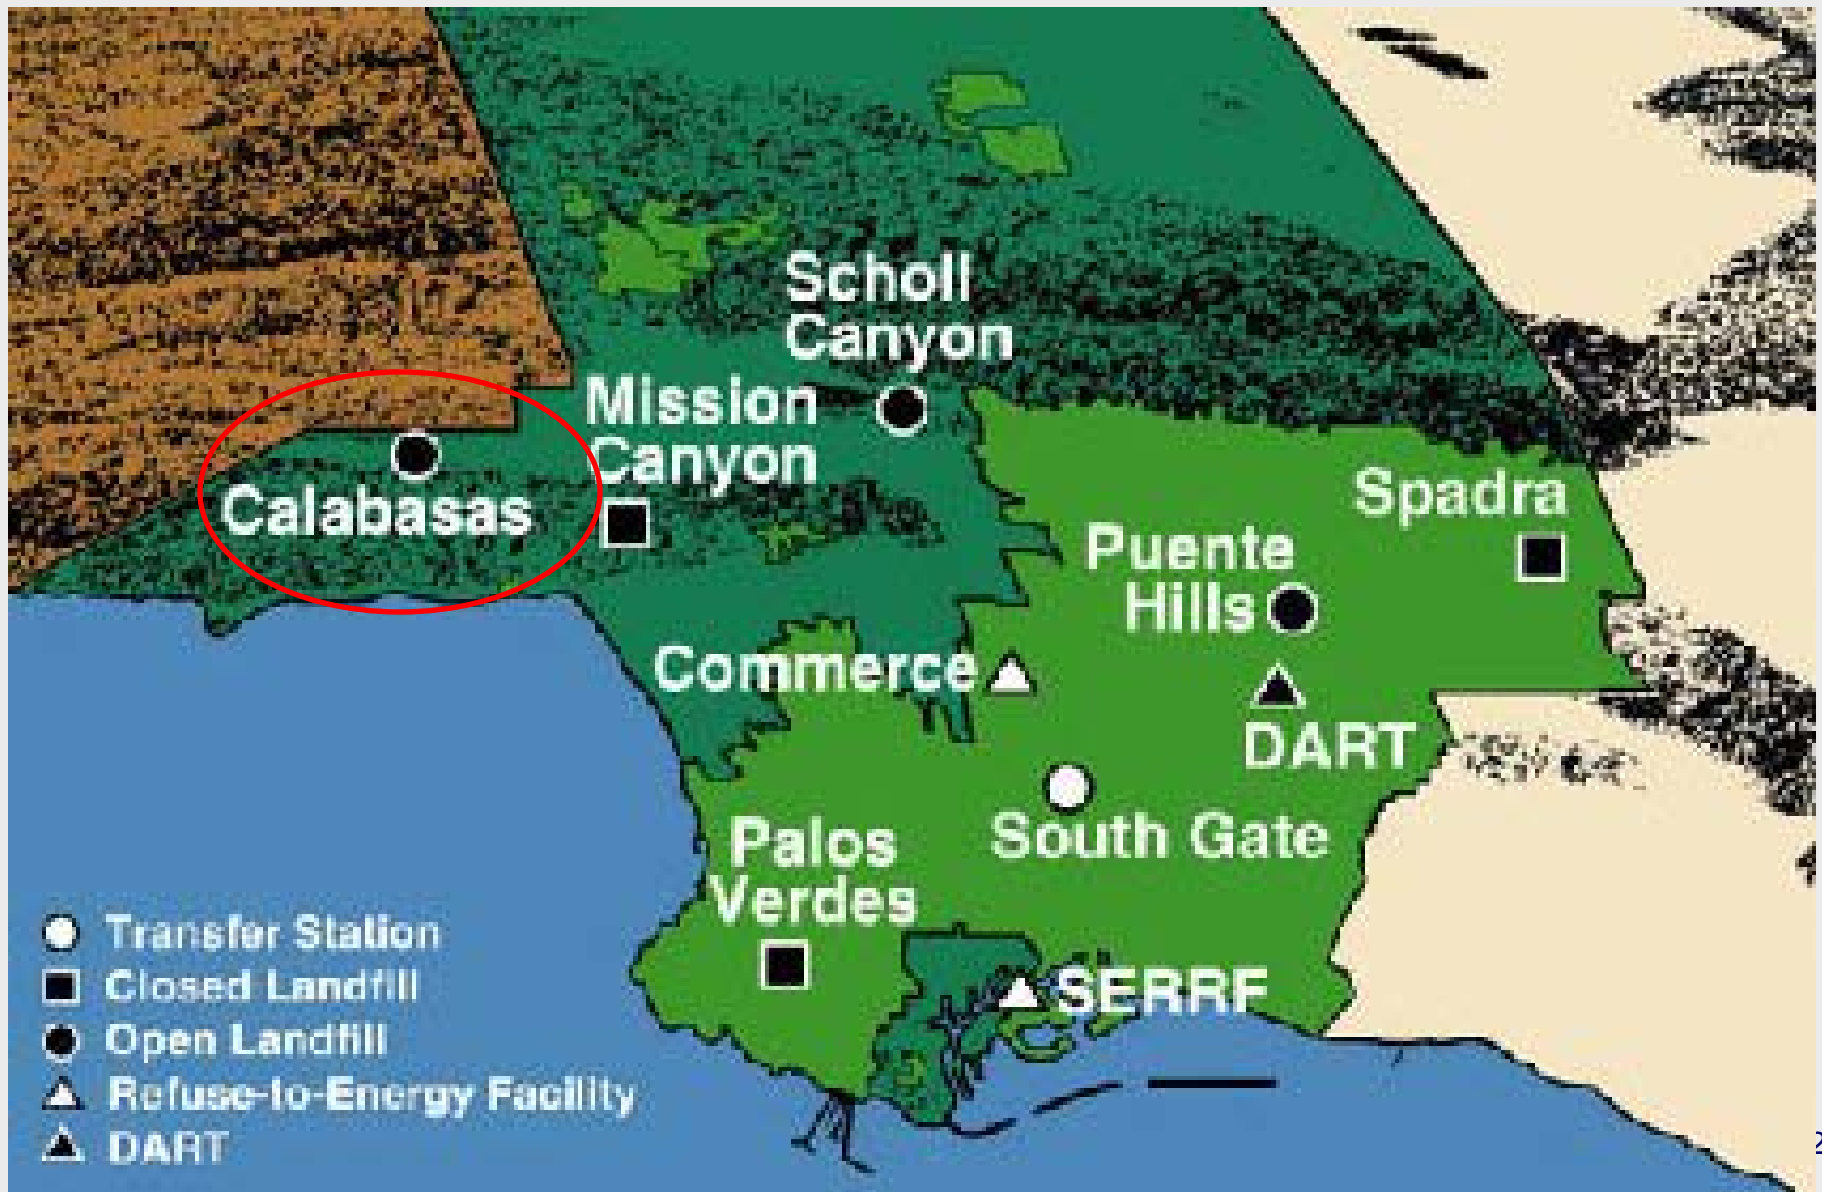 Scholl
Canyon
Mission
Canyon
Calabasas
Spadra
Puente
Hills
Commerce
DART
South Gate
Palos
Verdes
SERRF
Transfer Station
Closed Landfill
Open Landfill
Refuse-to-Energy Facility
DART
2